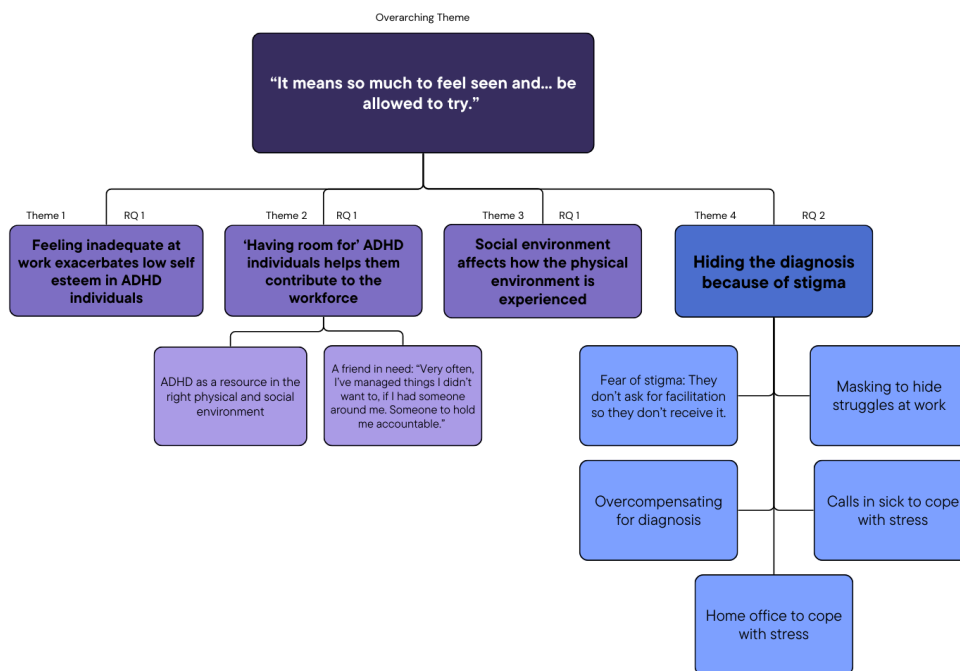 Overarching Theme
“It means so much to feel seen and... be
allowed to try.”
Theme 1
RQ 1
Feeling inadequate at
work exacerbates low self
esteem in ADHD
individuals
Theme 2
RQ 1
‘Having room for’ ADHD
individuals helps them
contribute to the
workforce
ADHD as a resource in the
right physical and social
environment
A friend in need: “Very often,
I’ve managed things I didn’t
want to, if I had someone
around me. Someone to hold
me accountable.”
Theme 3
RQ 1
Social environment
affects how the physical
environment is
experienced
Theme 4
RQ 2
Hiding the diagnosis
because of stigma
Fear of stigma: They
don’t ask for facilitation
so they don’t receive it.
Masking to hide
struggles at work
Overcompensating
for diagnosis
Calls in sick to cope
with stress
Home office to cope
with stress